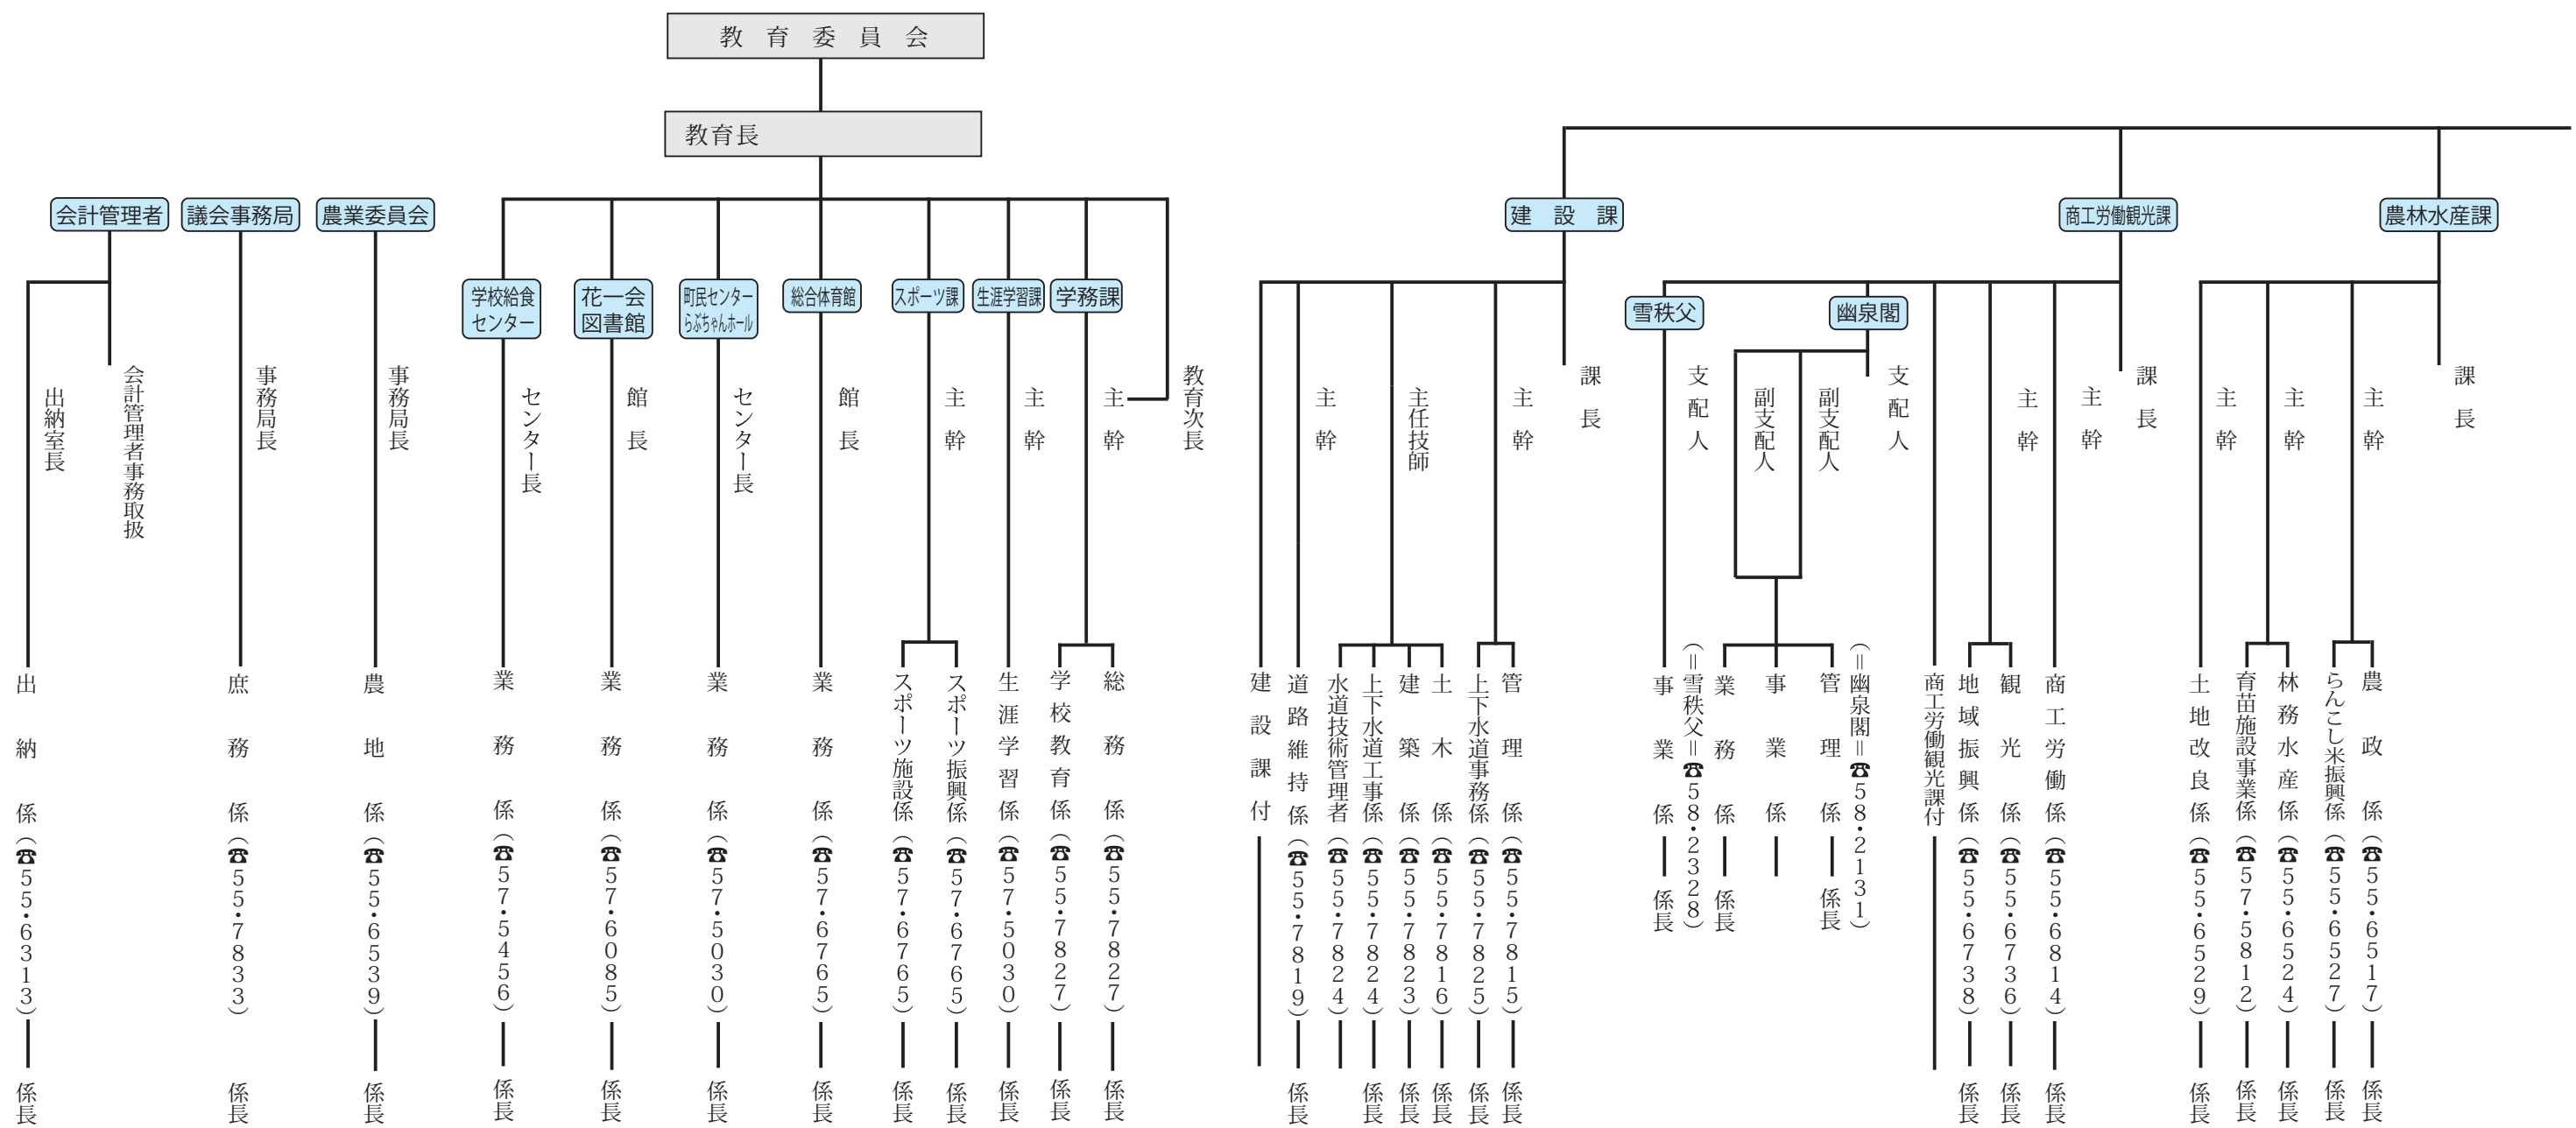 教育委員会
教育長
農林水産課
課長
主幹
農政係（☎55・6517）
係長
らんこし米振興係（☎55・6527）
係長
主幹
林務水産係（☎55・6524）
係長
育苗施設事業係（☎57・5812）
係長
主幹
土地改良係（☎55・6529）
係長
商工労働観光課
課長
主幹
主幹
商工労働係（☎55・6814）
係長
観光係（☎55・6736）
係長
地域振興係（☎55・6738）
係長
商工労働観光課付
幽泉閣
支配人
副支配人
副支配人
（＝幽泉閣＝☎58・2131）
管理係
係長
事業係
業務係
係長
雪秩父
支配人
（＝雪秩父＝☎58・2328）
事業係
係長
建設課
課長
主幹
管理係（☎55・7815）
係長
上下水道事務係（☎55・7825）
係長
主任技師
土木係（☎55・7816）
係長
建築係（☎55・7823）
係長
上下水道工事係（☎55・7824）
係長
水道技術管理者（☎55・7824）
主幹
道路維持係（☎55・7819）
係長
建設課付
教育次長
学務課
主幹
総務係（☎55・7827）
係長
学校教育係（☎55・7827）
係長
生涯学習課
主幹
生涯学習係（☎57・5030）
係長
スポーツ課
主幹
スポーツ振興係（☎57・6765）
係長
スポーツ施設係（☎57・6765）
係長
総合体育館
館長
業務係（☎57・6765）
係長
町民センター
らぶちゃんホール
センター長
業務係（☎57・5030）
係長
花一会
図書館
館長
業務係（☎57・6085）
係長
学校給食
センター
センター長
業務係（☎57・5456）
係長
農業委員会
事務局長
農地係（☎55・6539）
係長
議会事務局
事務局長
庶務係（☎55・7833）
係長
会計管理者
会計管理者事務取扱
出納室長
出納係（☎55・6313）
係長